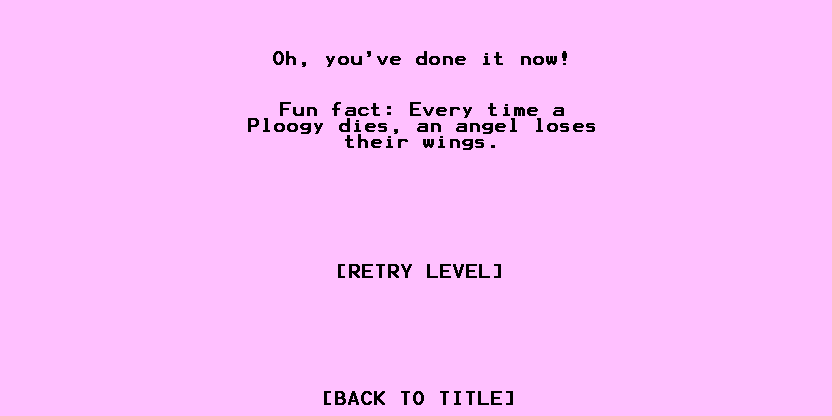 Oh, you've done it now!
Fun fact: Every time a
Ploogy dies, an angel loses
their wings.
[RETRY LEVEL]
[BACK TO TITLE]